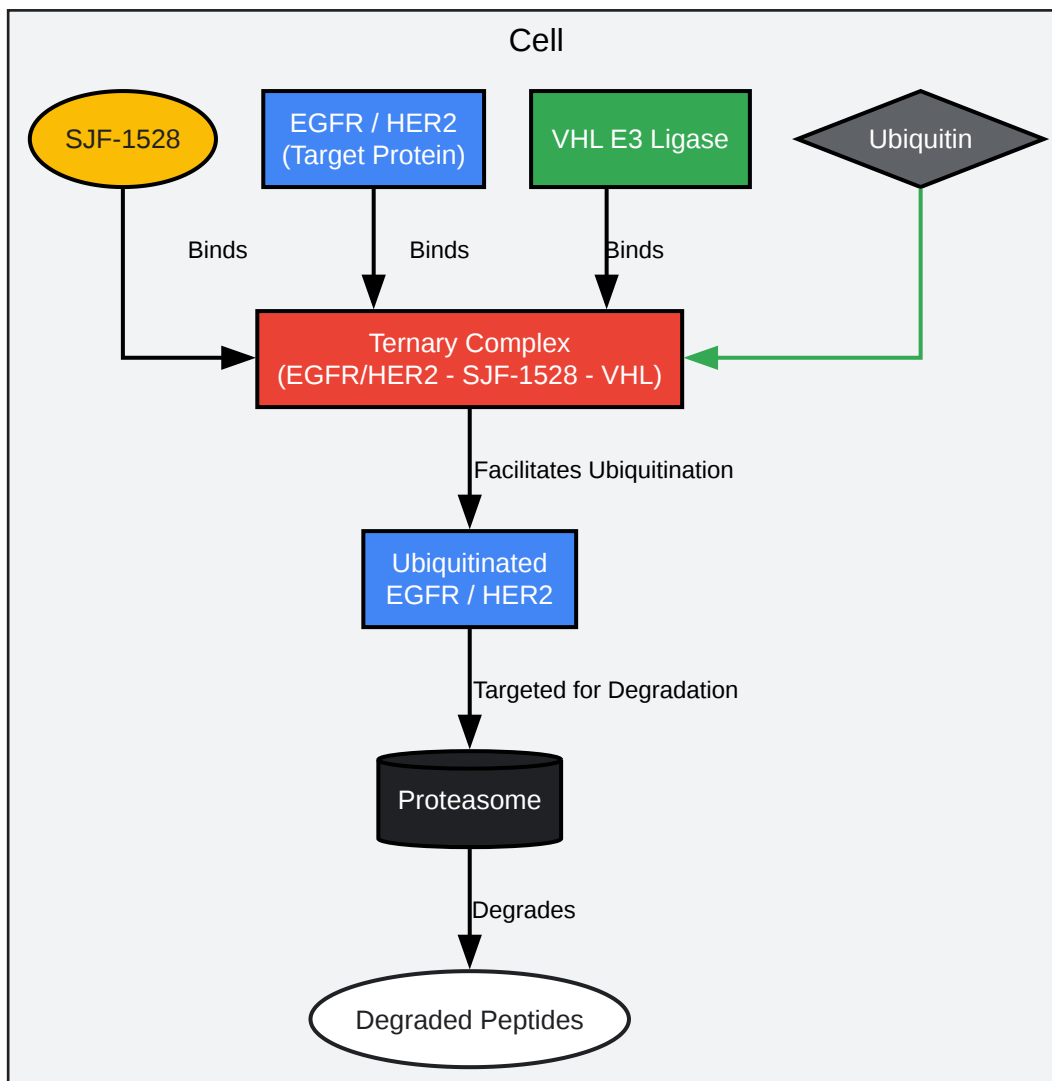 Cell
SJF-1528
EGFR / HER2
(Target Protein)
VHL E3 Ligase
Ubiquitin
Binds
Binds
Binds
Ternary Complex
(EGFR/HER2 - SJF-1528 - VHL)
Facilitates Ubiquitination
Ubiquitinated
EGFR / HER2
Targeted for Degradation
Proteasome
Degrades
Degraded Peptides